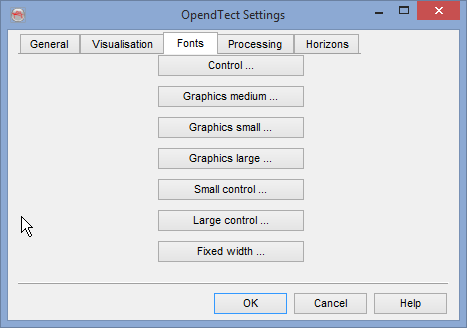 OpendTect Settings
General Visualisation Fonts Processing Horizons
Control ...
Graphics medium ...
Graphics small ...
Graphics large ...
Small control ...
Large control ...
Fixed width ...
OK Cancel Help